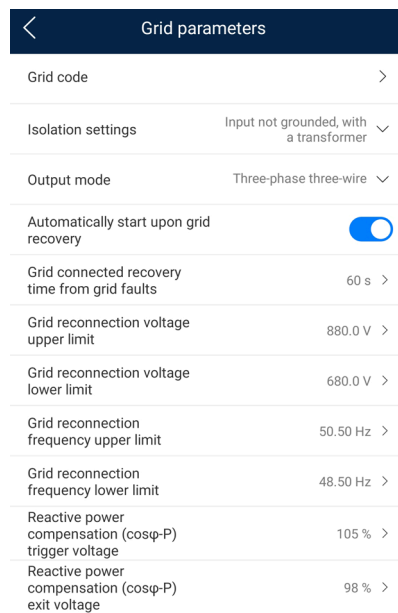 Grid parameters
Grid code
Isolation settings
Input not grounded, with
a transformer
Output mode
Three-phase three-wire
Automatically start upon grid
recovery
Grid connected recovery
time from grid faults
60 s
Grid reconnection voltage
upper limit
880.0 V
Grid reconnection voltage
lower limit
680.0 V
Grid reconnection
frequency upper limit
50.50 Hz
Grid reconnection
frequency lower limit
48.50 Hz
Reactive power
compensation (cosφ-P)
trigger voltage
105 %
Reactive power
compensation (cosφ-P)
exit voltage
98 %